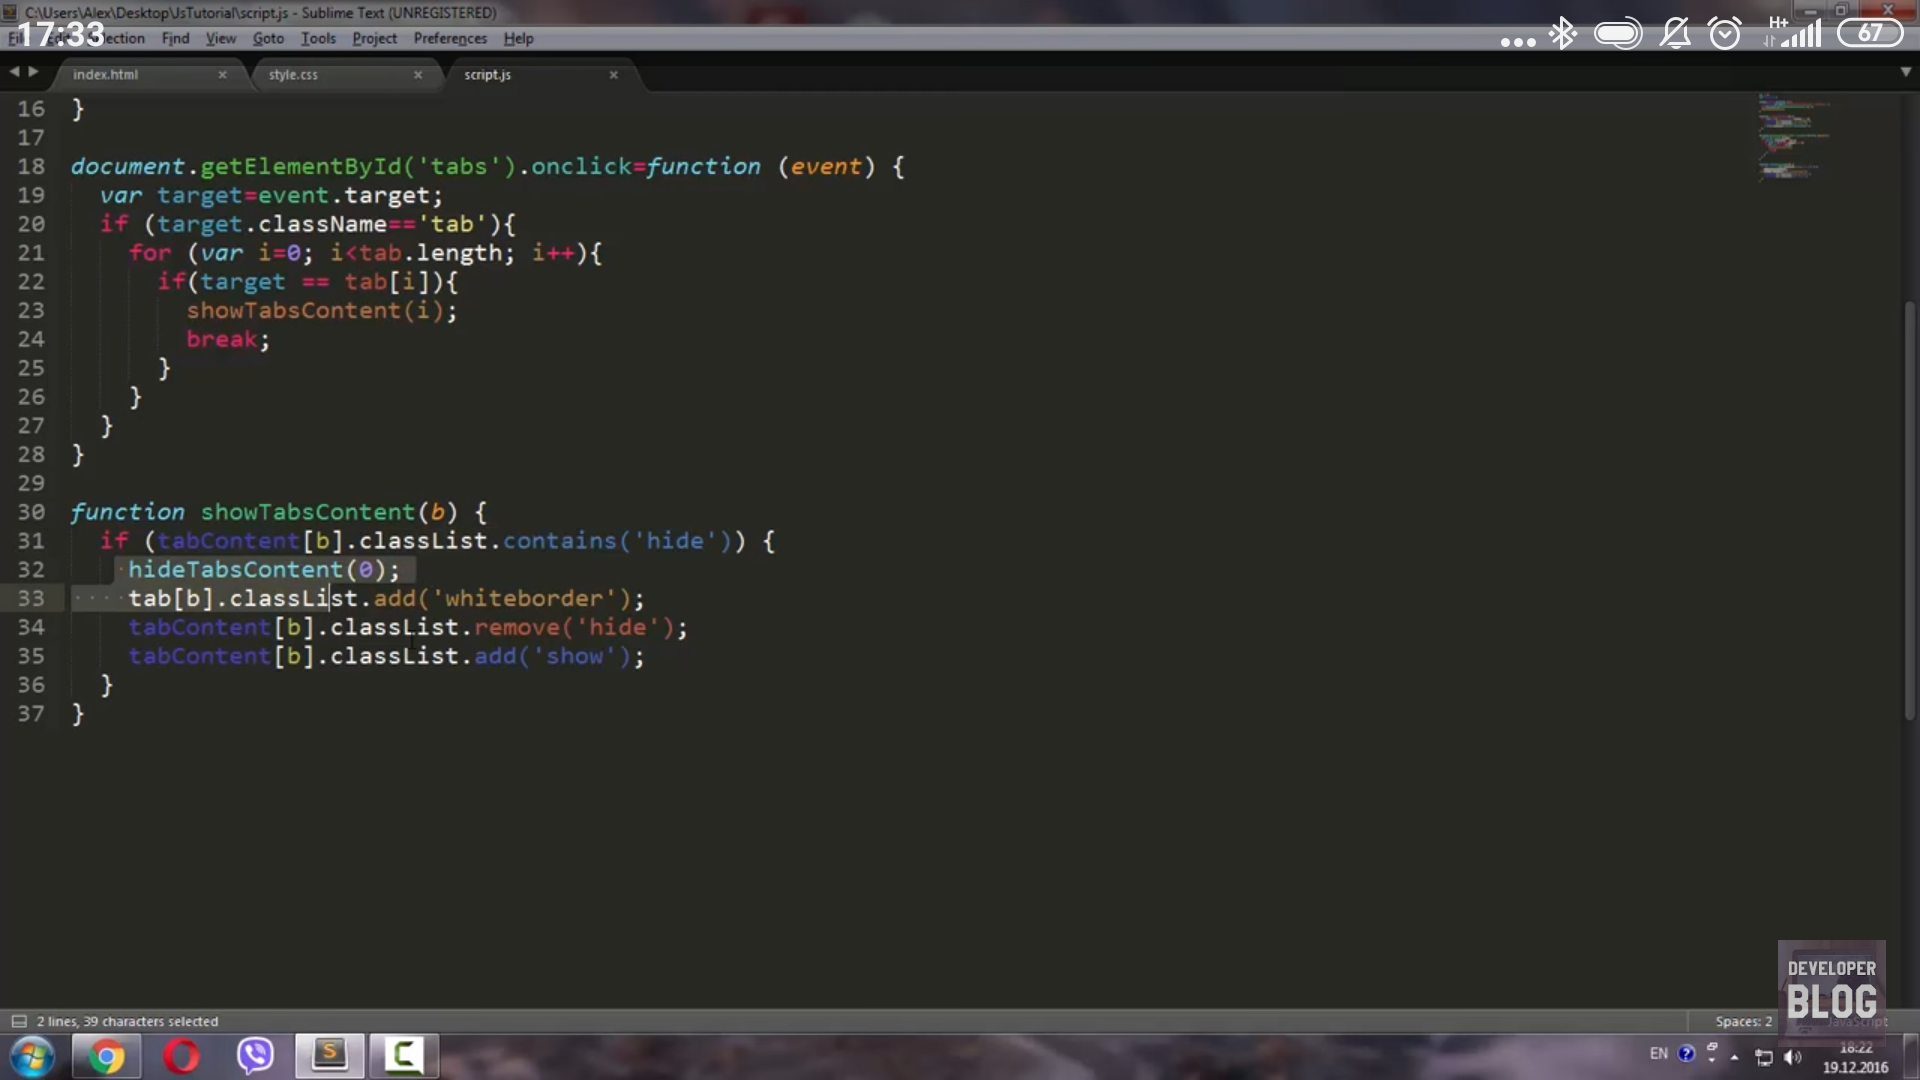 C:\Users\Alex\Desktop\JsTutorial\script.js - Sublime Text (UNREGISTERED)
17:33
Find View Goto Tools Project Preferences Help
H+
67
index.html style.css script.js
16 }
17
18 document.getElementById('tabs').onclick=function (event) {
19 var target=event.target;
20 if (target.className=='tab'){
21 for (var i=0; i<tab.length; i++){
22 if(target == tab[i]){
23 showTabsContent(i);
24 break;
25 }
26 }
27 }
28 }
29
30 function showTabsContent(b) {
31 if (tabContent[b].classList.contains('hide')) {
32 hideTabsContent(0);
33 tab[b].classList.add('whiteborder');
34 tabContent[b].classList.remove('hide');
35 tabContent[b].classList.add('show');
36 }
37 }
DEVELOPER
BLOG
2 lines, 39 characters selected
Spaces: 2
JavaScript
EN
18:22
19.12.2016